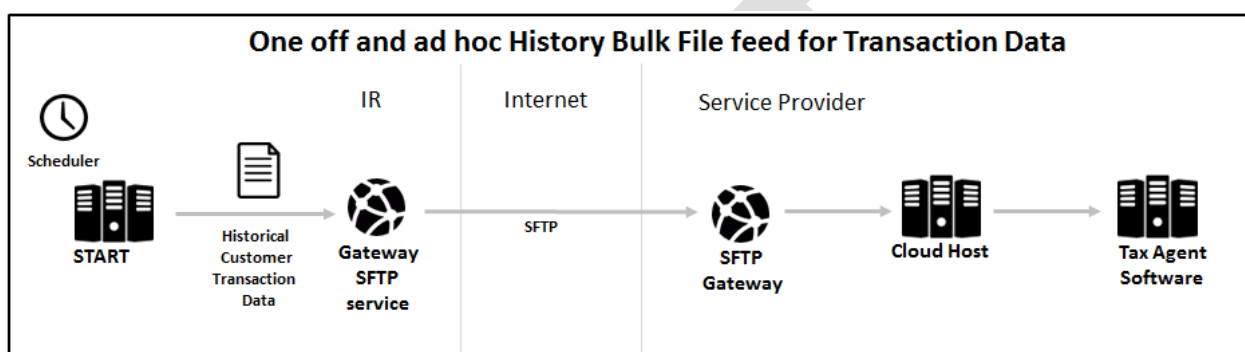 One off and ad hoc History Bulk File feed for Transaction Data
IR
Internet
Service Provider
Scheduler
START
Historical
Customer
Transaction
Data
Gateway
SFTP
service
SFTP
SFTP
Gateway
Cloud Host
Tax Agent
Software